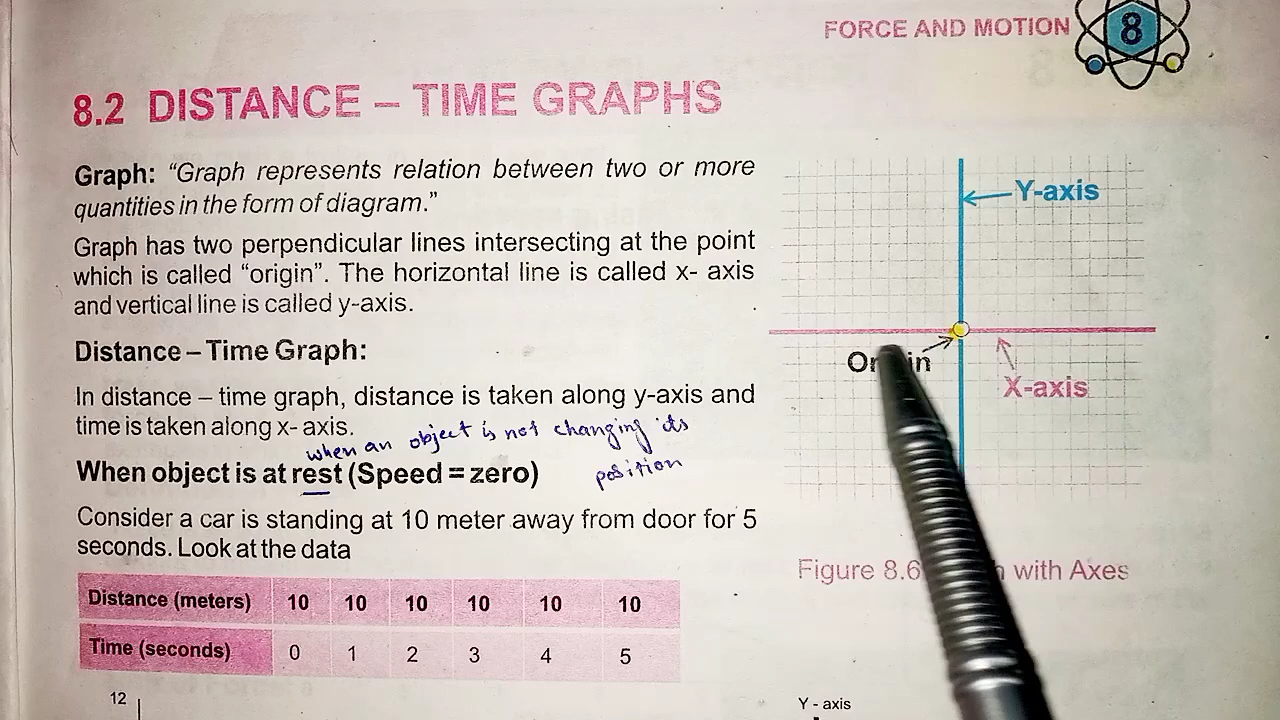 FORCE AND MOTION
8
8.2 DISTANCE – TIME GRAPHS
Graph: “Graph represents relation between two or more
quantities in the form of diagram.”
Graph has two perpendicular lines intersecting at the point
which is called “origin”. The horizontal line is called x- axis
and vertical line is called y-axis.
Distance – Time Graph:
In distance – time graph, distance is taken along y-axis and
time is taken along x- axis.
when an object is not changing its
position
When object is at rest (Speed = zero)
Consider a car is standing at 10 meter away from door for 5
seconds. Look at the data
Distance (meters) 10 10 10 10 10 10
Time (seconds) 0 1 2 3 4 5
12
Y-axis
X-axis
Figure 8.6 with Axes
Y - axis